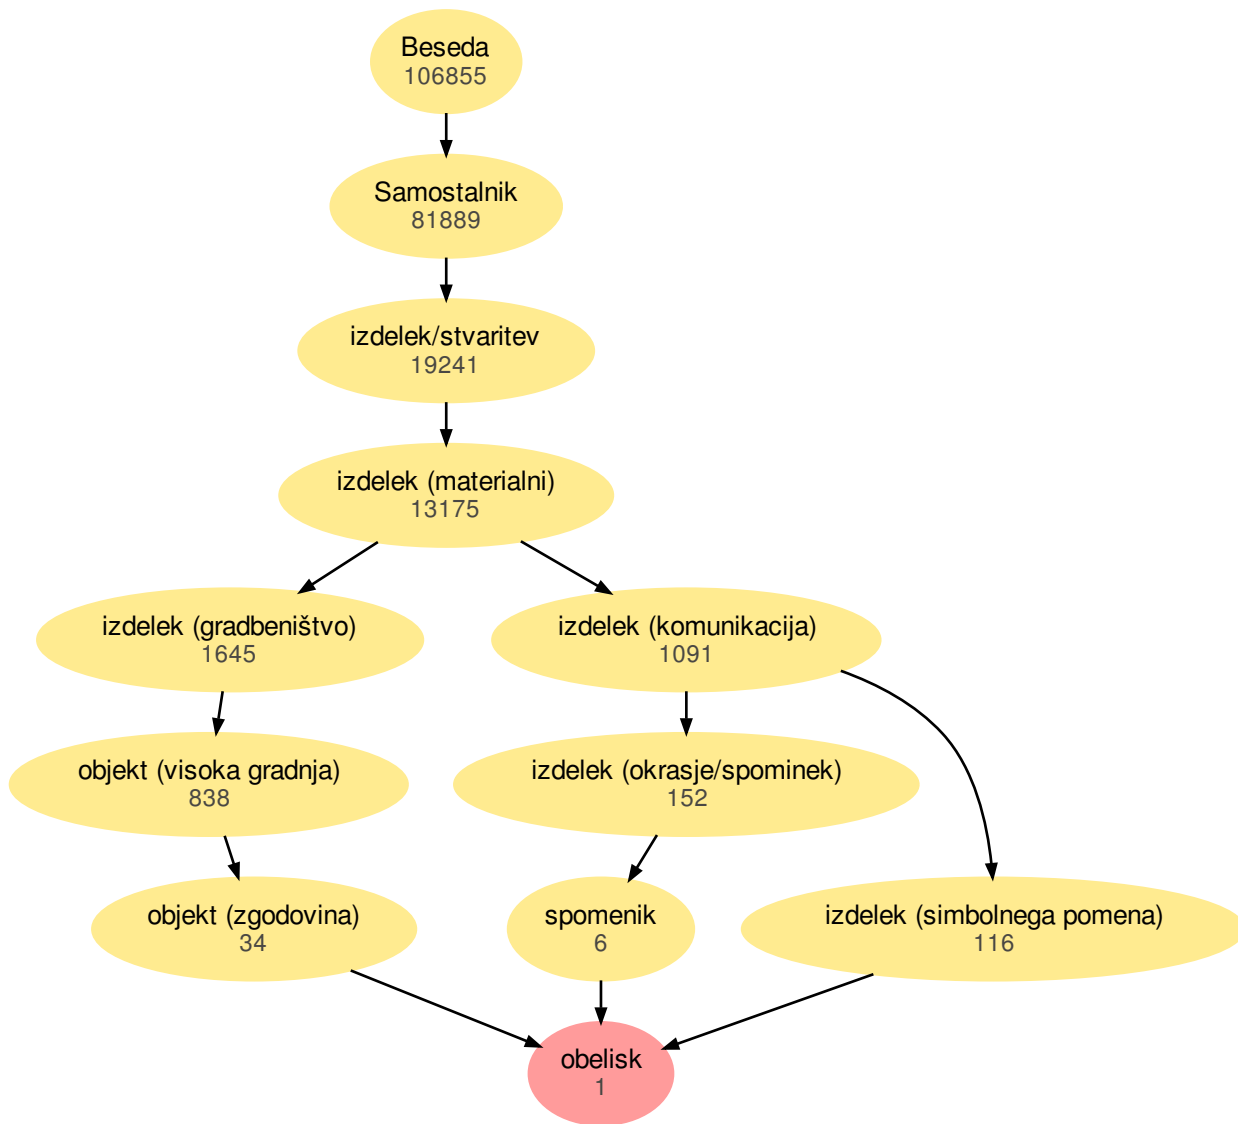 Beseda
106855
Samostalnik
81889
izdelek/stvaritev
19241
izdelek (materialni)
13175
izdelek (gradbeništvo)
1645
izdelek (komunikacija)
1091
objekt (visoka gradnja)
838
izdelek (okrasje/spominek)
152
objekt (zgodovina)
34
spomenik
6
izdelek (simbolnega pomena)
116
obelisk
1